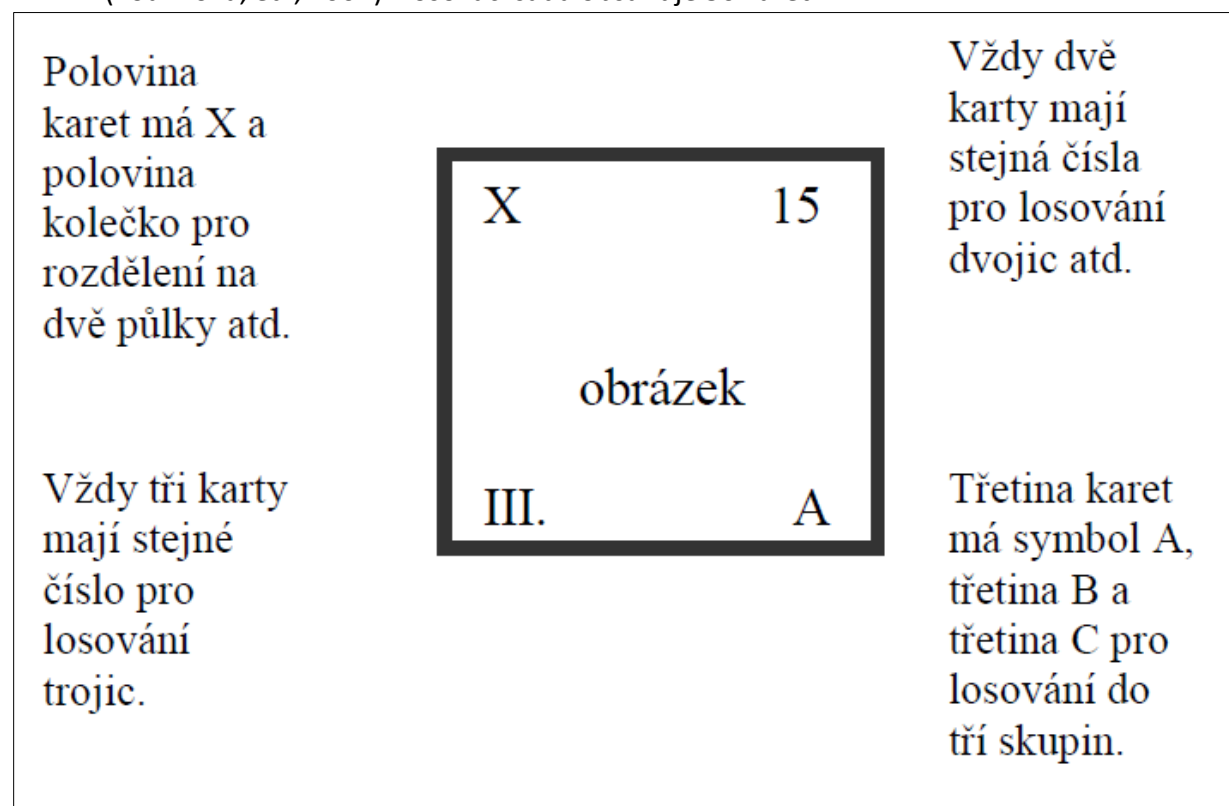 Polovina
karet má X a
polovina
kolečko pro
rozdělení na
dvě půlky atd.
Vždy dvě
karty mají
stejná čísla
pro losování
dvojic atd.
X 15
obrázek
III. A
Vždy tři karty
mají stejné
číslo pro
losování
trojic.
Třetina karet
má symbol A,
třetina B a
třetina C pro
losování do
tří skupin.